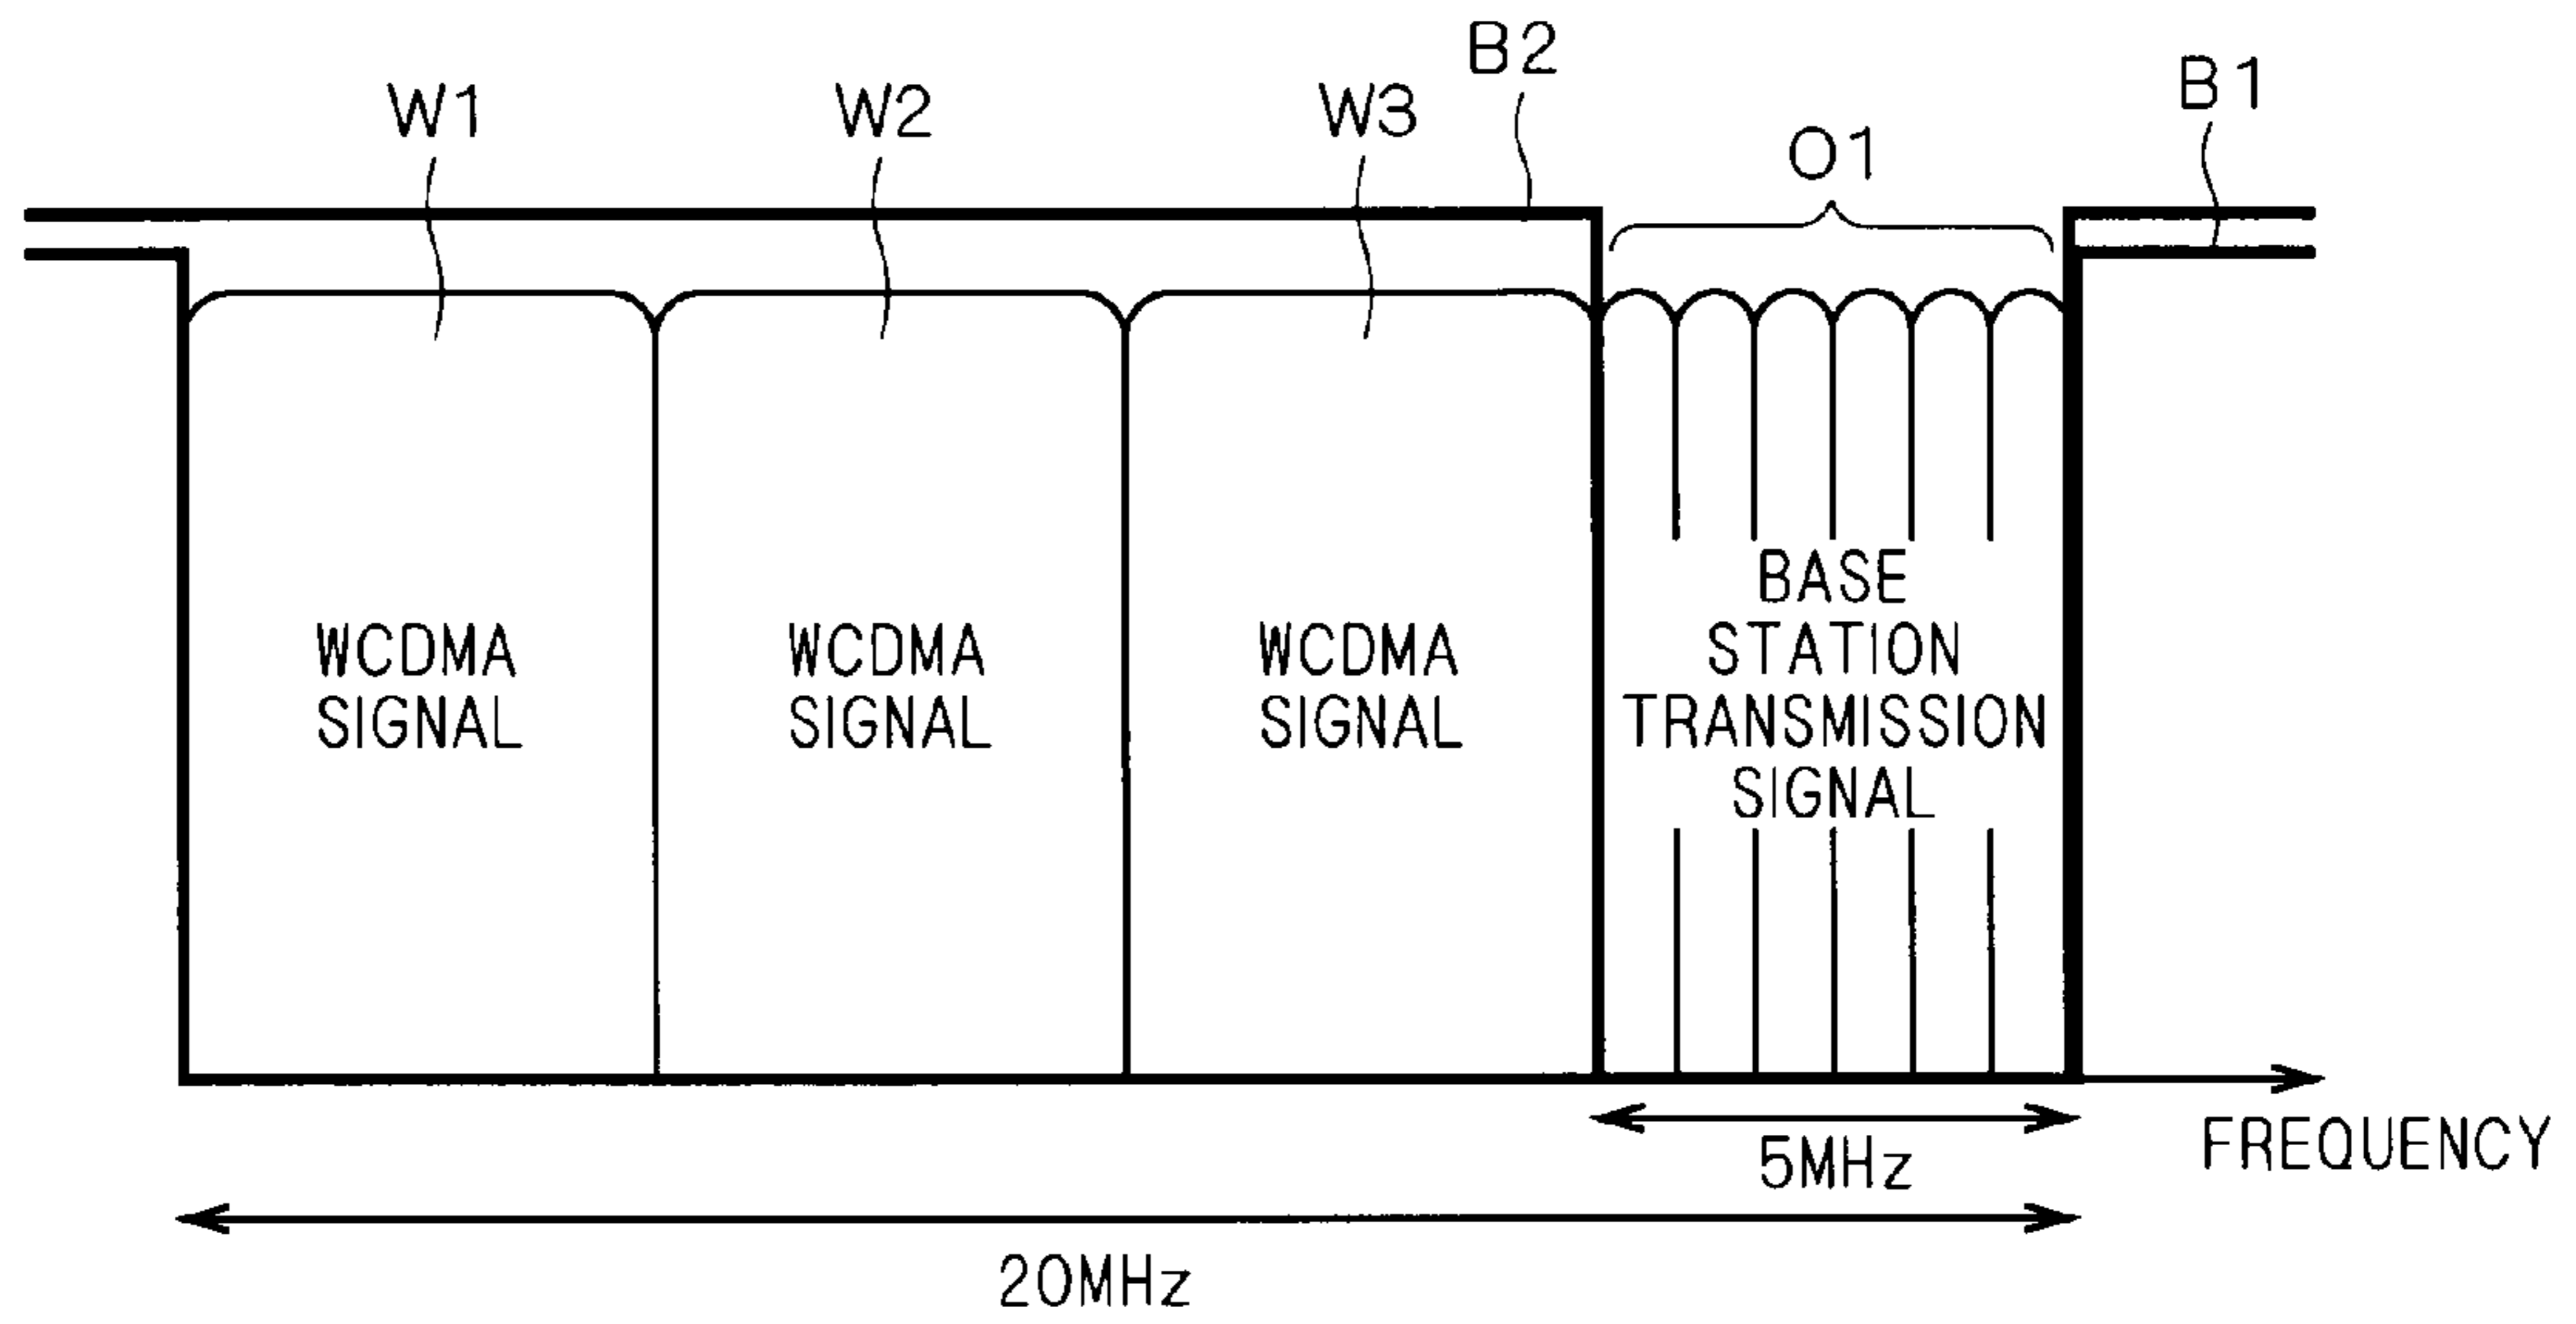 B2
W1
W2
W3
B1
O1
WCDMA
SIGNAL
WCDMA
SIGNAL
WCDMA
SIGNAL
BASE
STATION
TRANSMISSION
SIGNAL
5MHz
FREQUENCY
20MHz